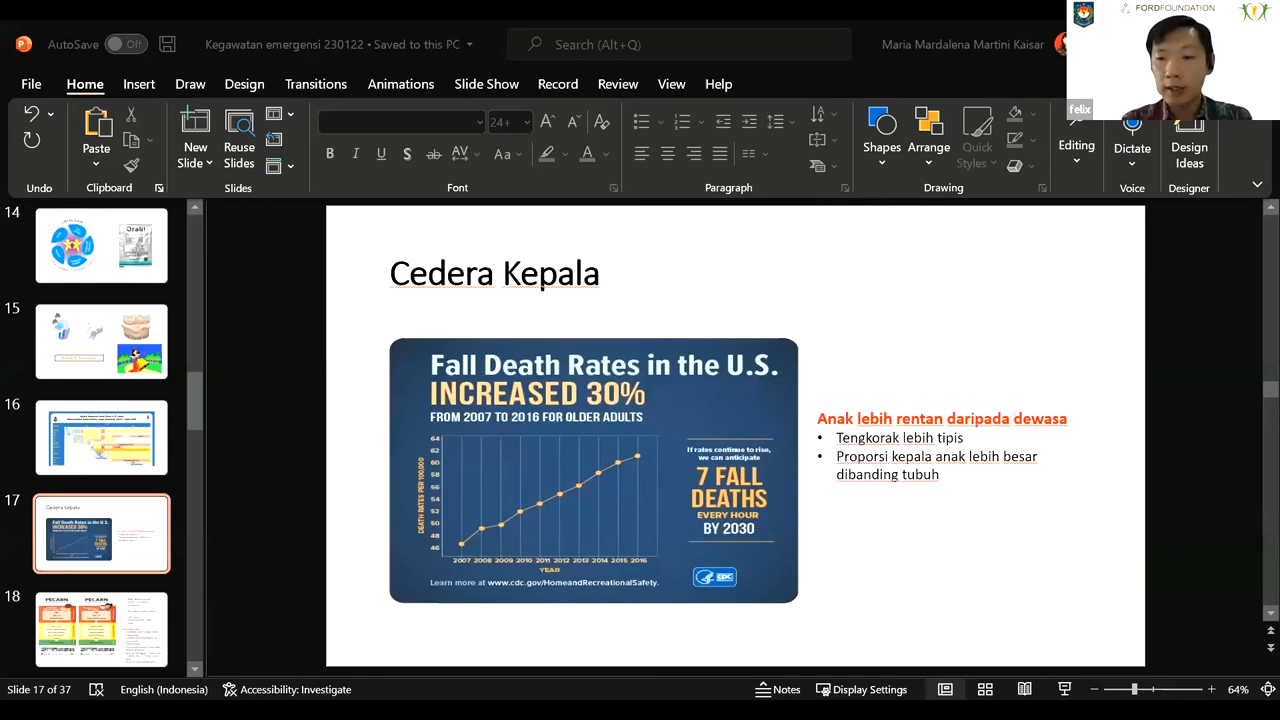 FORDFOUNDATION
AutoSave Off
Kegawatan emergensi 230122 • Saved to this PC
Search (Alt+Q)
Maria Mardalena Martini Kaisar
felix
File Home Insert Draw Design Transitions Animations Slide Show Record Review View Help
24+
Paste
New Slide
Reuse Slides
Shapes
Arrange
Quick Styles
Editing
Dictate
Design Ideas
Undo Clipboard Slides Font Paragraph Drawing Voice Designer
14
Oralit
15
16
17
Cedera Kepala
Fall Death Rates in the U.S.
INCREASED 30%
18
PECARN PECARN
Cedera Kepala
Fall Death Rates in the U.S.
INCREASED 30%
FROM 2007 TO 2016 FOR OLDER ADULTS
DEATH RATES PER 100,000
64
62
60
58
56
54
52
50
48
46
2007 2008 2009 2010 2011 2012 2013 2014 2015 2016
YEAR
If rates continue to rise,
we can anticipate
7 FALL
DEATHS
EVERY HOUR
BY 2030
CDC
Learn more at www.cdc.gov/HomeandRecreationalSafety.
Anak lebih rentan daripada dewasa
• Tengkorak lebih tipis
• Proporsi kepala anak lebih besar
dibanding tubuh
Slide 17 of 37 English (Indonesia) Accessibility: Investigate Notes Display Settings 64%